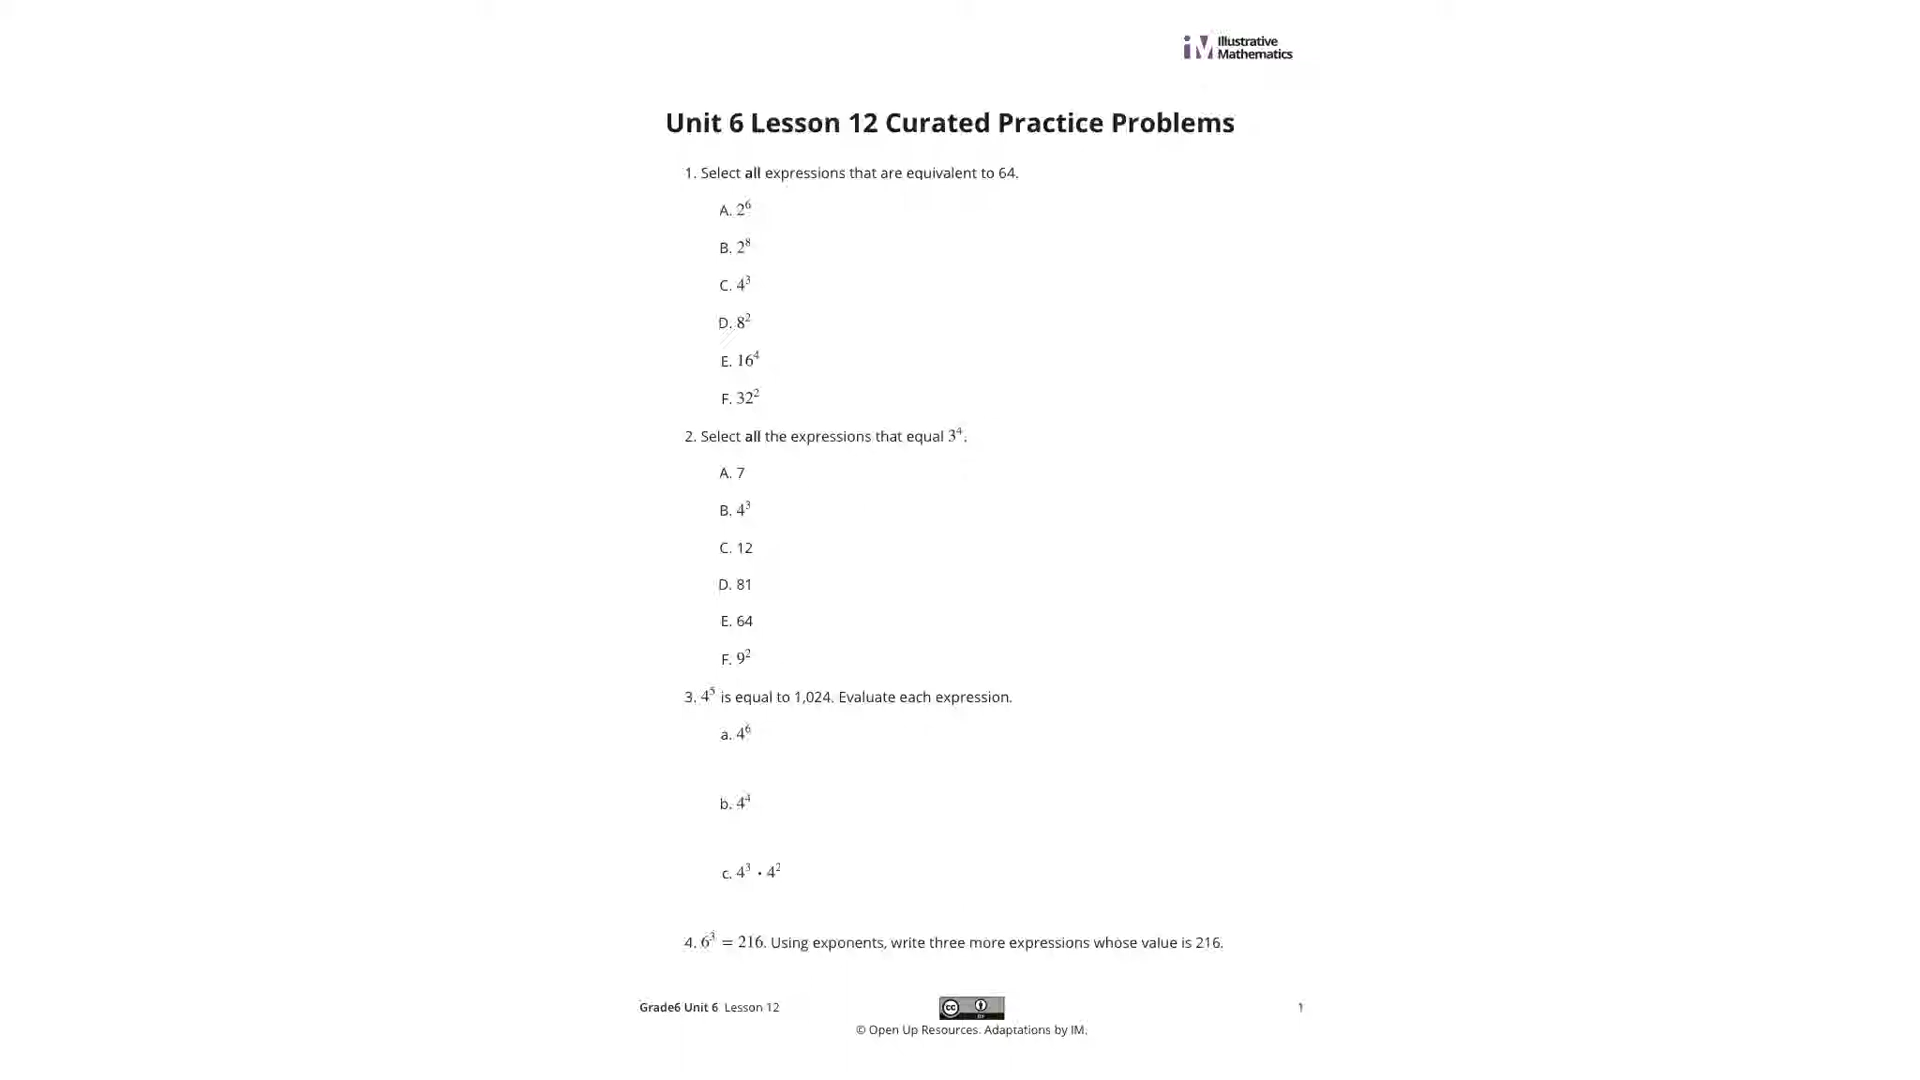 Illustrative
Mathematics
Unit 6 Lesson 12 Curated Practice Problems
1. Select all expressions that are equivalent to 64.
A. 2⁶
B. 2⁸
C. 4³
D. 8²
E. 16⁴
F. 32²
2. Select all the expressions that equal 3⁴.
A. 7
B. 4³
C. 12
D. 81
E. 64
F. 9²
3. 4⁵ is equal to 1,024. Evaluate each expression.
a. 4⁶
b. 4⁴
c. 4³ · 4²
4. 6³ = 216. Using exponents, write three more expressions whose value is 216.
Grade6 Unit 6 Lesson 12
cc
BY
1
© Open Up Resources. Adaptations by IM.